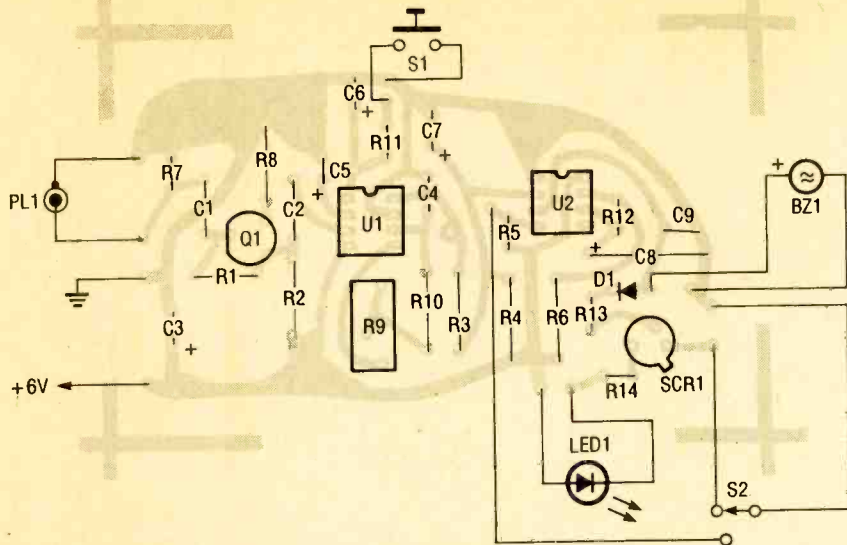 S1
C6
+
R11
C7
+
R7
R8
C5
+
PL1
C1
C2
C4
Q1
U1
U2
R5
R12
C9
+
BZ1
+
C8
R1
R2
R10
R3
R4
R6
D1
R13
C3
+
R9
SCR1
R14
+6V
LED1
S2